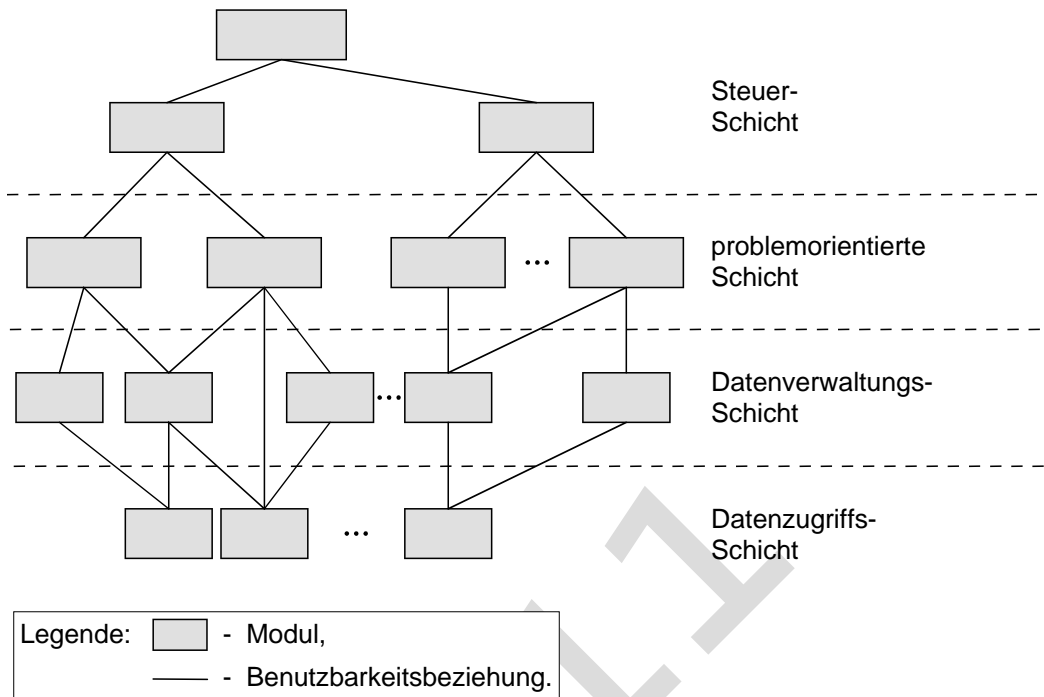 Steuer-
Schicht
problemorientierte
Schicht
...
Datenverwaltungs-
Schicht
...
Datenzugriffs-
Schicht
...
Legende:
- Modul,
- Benutzbarkeitsbeziehung.